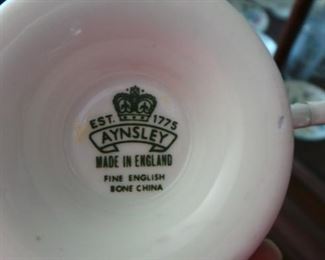 EST. 1775
AYNSLEY
MADE IN ENGLAND
FINE ENGLISH
BONE CHINA